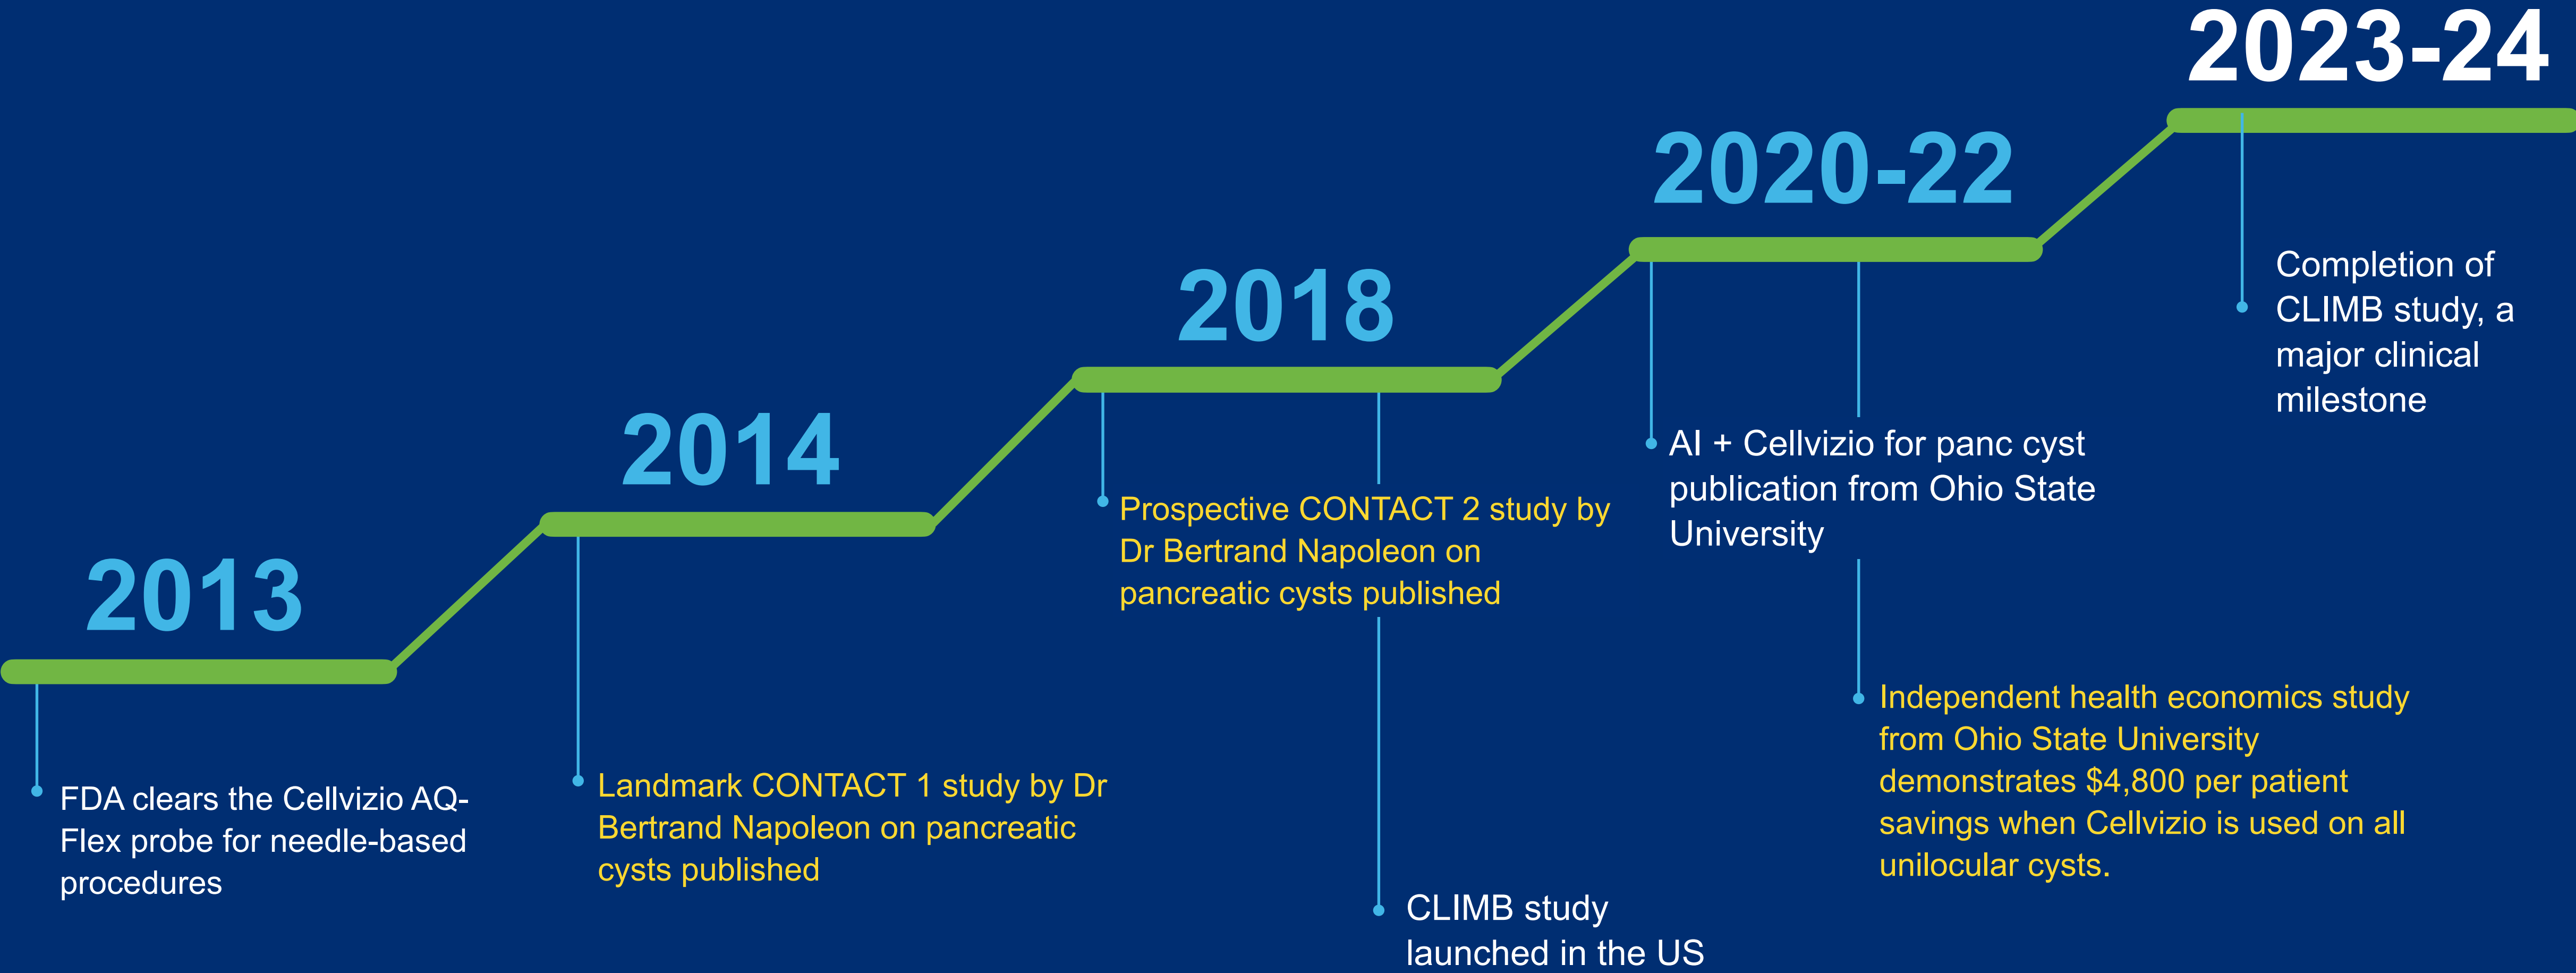 2013
FDA clears the Cellvizio AQ-
Flex probe for needle-based
procedures
2014
Landmark CONTACT 1 study by Dr
Bertrand Napoleon on pancreatic
cysts published
2018
Prospective CONTACT 2 study by
Dr Bertrand Napoleon on
pancreatic cysts published
CLIMB study
launched in the US
2020-22
AI + Cellvizio for panc cyst
publication from Ohio State
University
Independent health economics study
from Ohio State University
demonstrates $4,800 per patient
savings when Cellvizio is used on all
unilocular cysts.
2023-24
Completion of
CLIMB study, a
major clinical
milestone